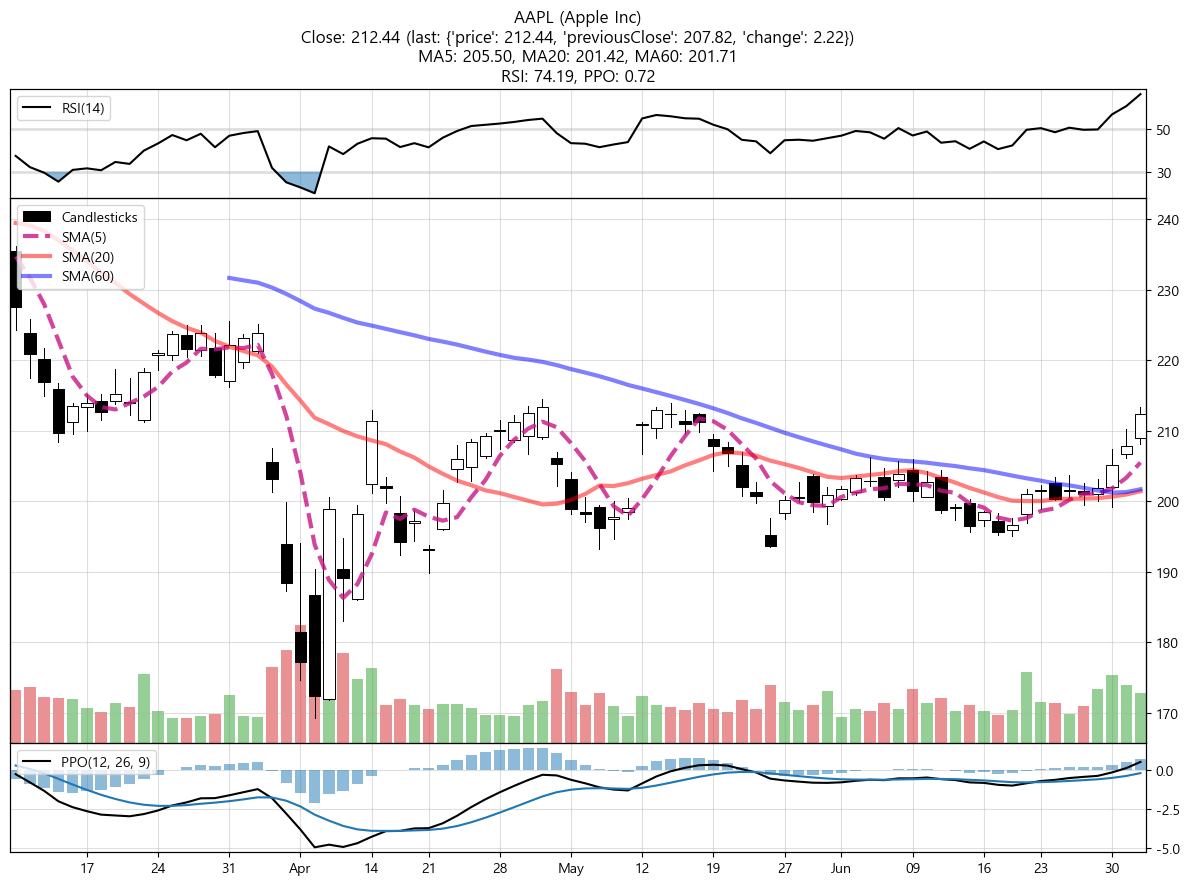 AAPL (Apple Inc)
Close: 212.44 (last: {'price': 212.44, 'previousClose': 207.82, 'change': 2.22})
MA5: 205.50, MA20: 201.42, MA60: 201.71
RSI: 74.19, PPO: 0.72
RSI(14)
50
30
Candlesticks
SMA(5)
SMA(20)
SMA(60)
240
230
220
210
200
190
180
170
PPO(12, 26, 9)
0.0
-2.5
-5.0
17 24 31 Apr 14 21 28 May 12 19 27 Jun 09 16 23 30